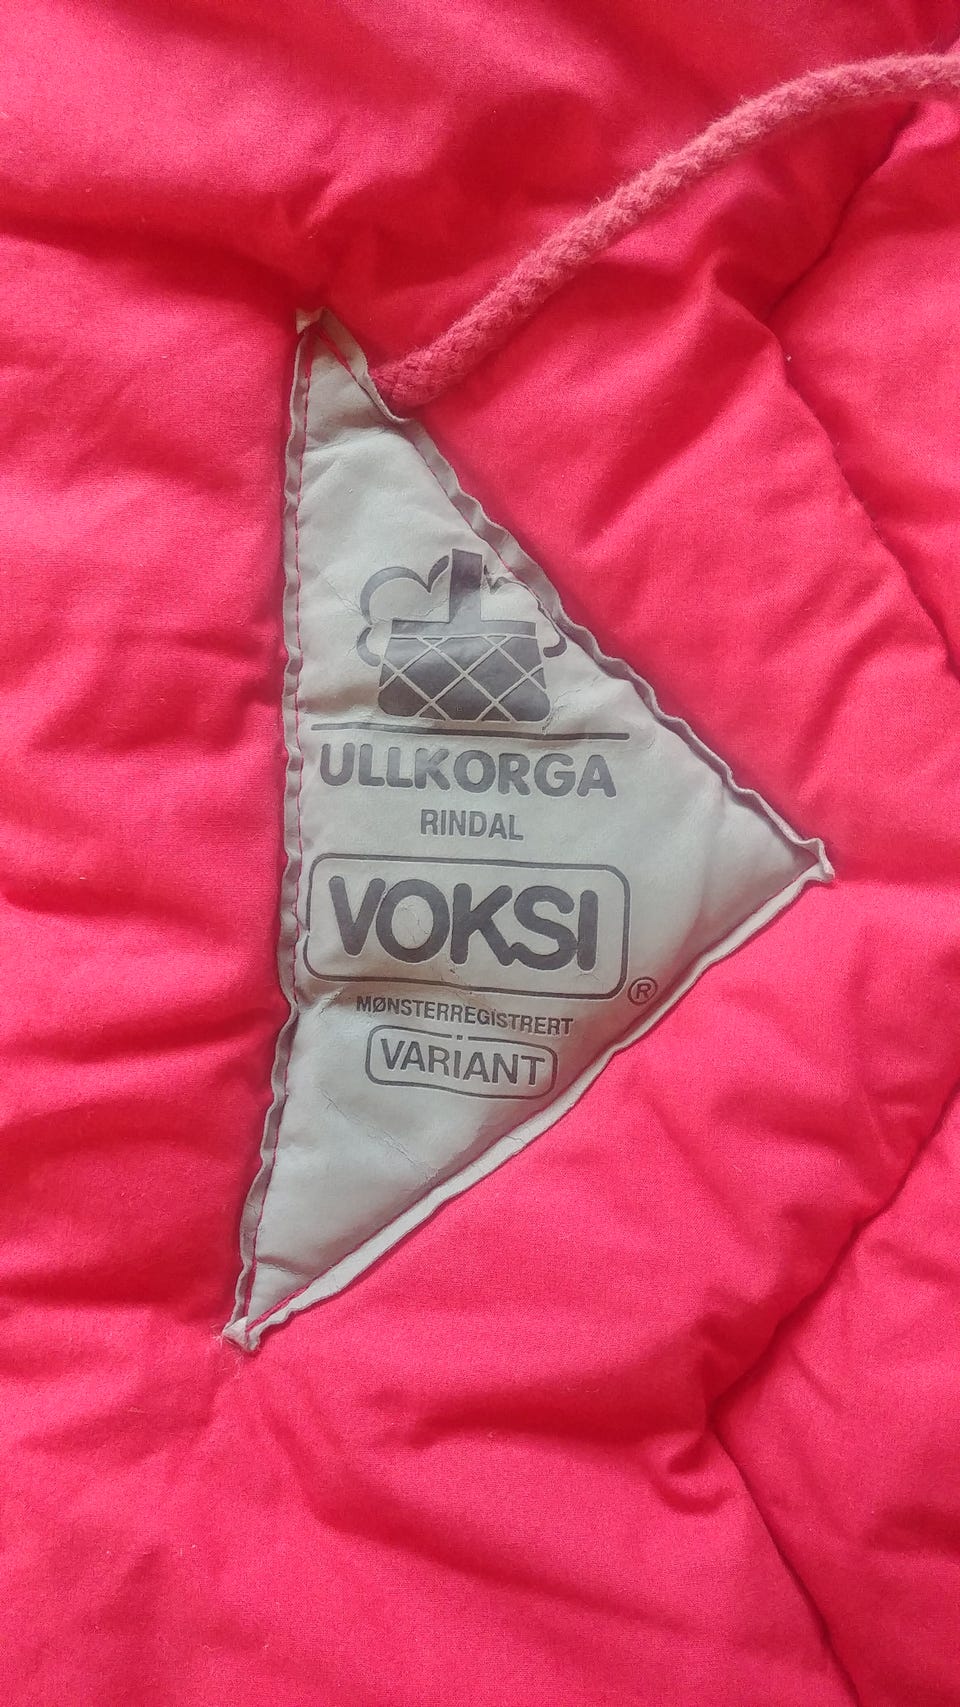 ULLKORGA
RINDAL
VOKSI
®
MØNSTERREGISTRERT
VARIANT